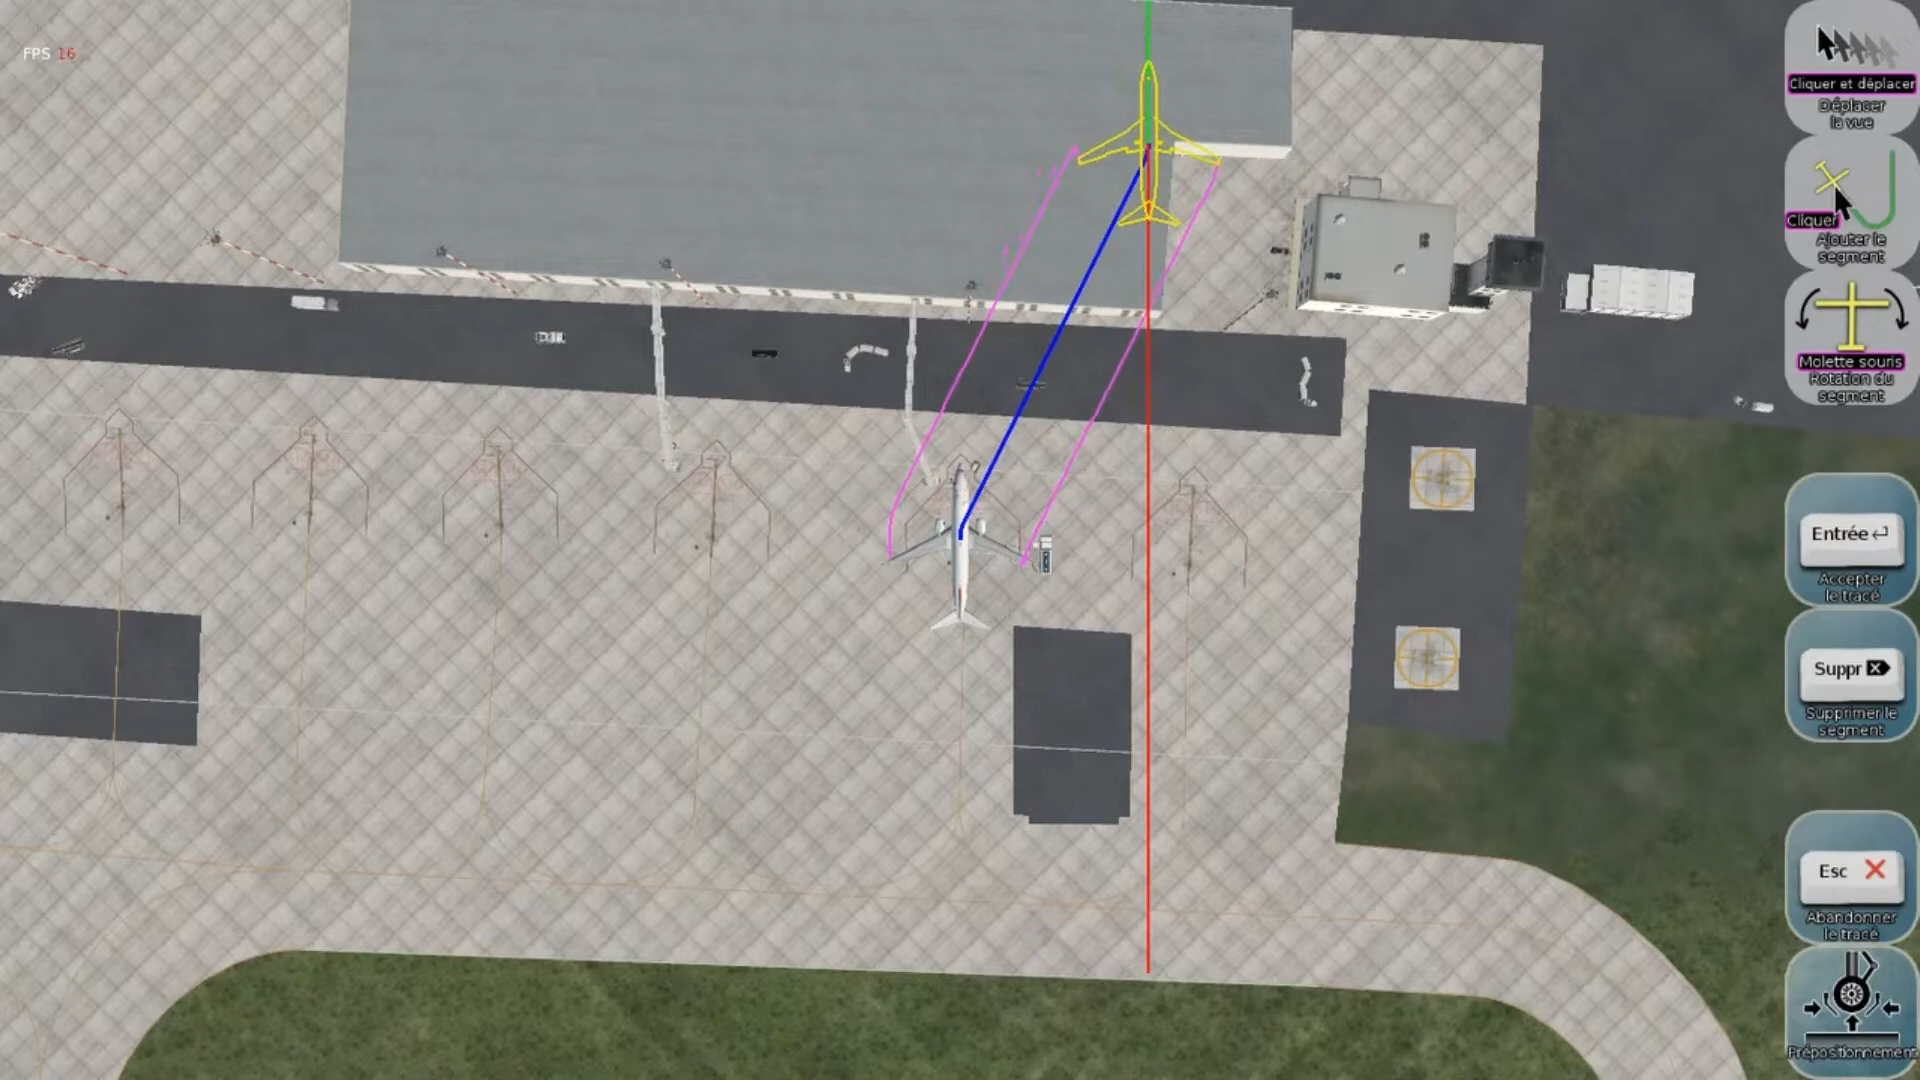 FPS 16
Cliquer et déplacer
Déplacer
la vue
Cliquer
Ajouter le
segment
Molette souris
Rotation du
segment
Entrée
Accepter
le tracé
Suppr
Supprimer le
segment
Esc
Abandonner
le tracé
Prépositionnement